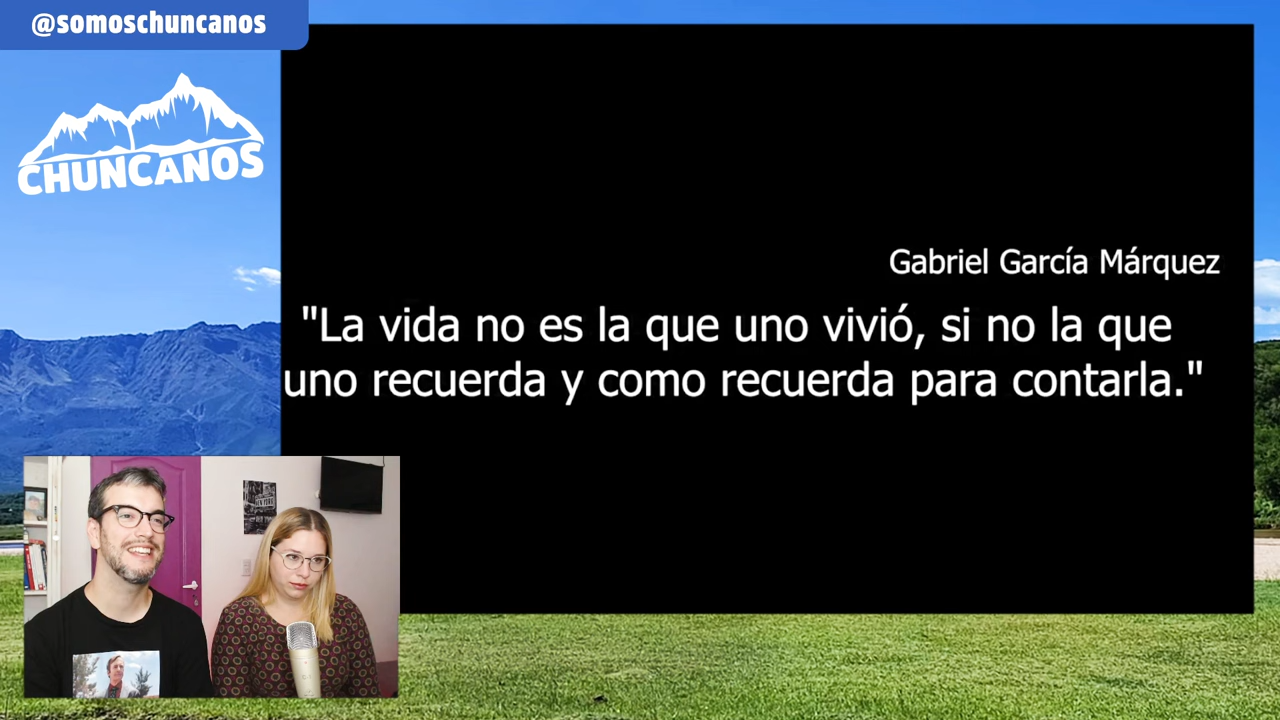 @somoschuncanos
CHUNCANOS
Gabriel García Márquez
"La vida no es la que uno vivió, si no la que
uno recuerda y como recuerda para contarla."